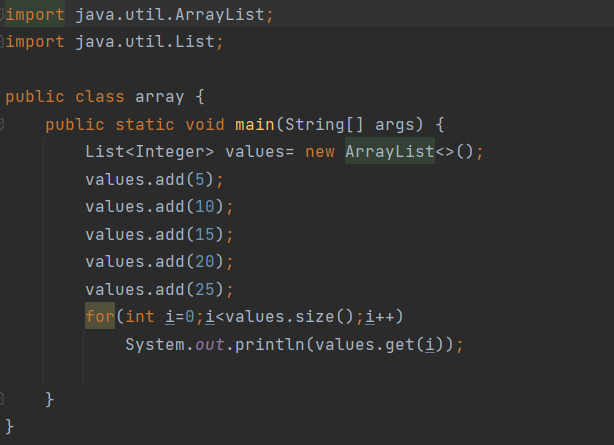 import java.util.ArrayList;
import java.util.List;
public class array {
    public static void main(String[] args) {
        List<Integer> values= new ArrayList<>();
        values.add(5);
        values.add(10);
        values.add(15);
        values.add(20);
        values.add(25);
        for(int i=0;i<values.size();i++)
            System.out.println(values.get(i));
    }
}